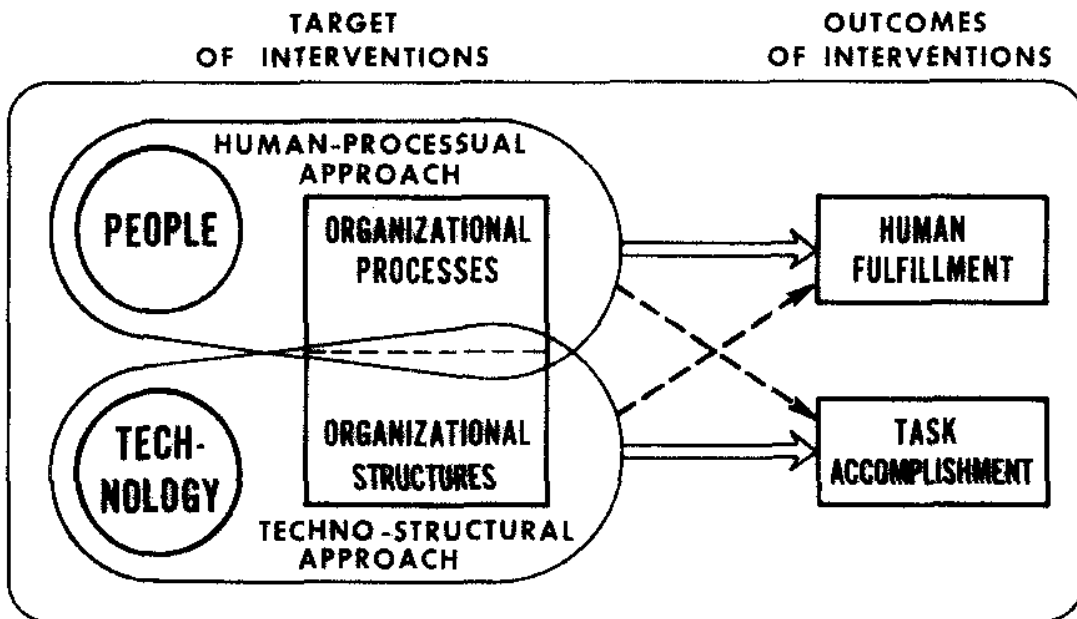 TARGET
OF INTERVENTIONS
OUTCOMES
OF INTERVENTIONS
HUMAN-PROCESSUAL
APPROACH
PEOPLE
ORGANIZATIONAL
PROCESSES
HUMAN
FULFILLMENT
TECH-
NOLOGY
ORGANIZATIONAL
STRUCTURES
TASK
ACCOMPLISHMENT
TECHNO-STRUCTURAL
APPROACH